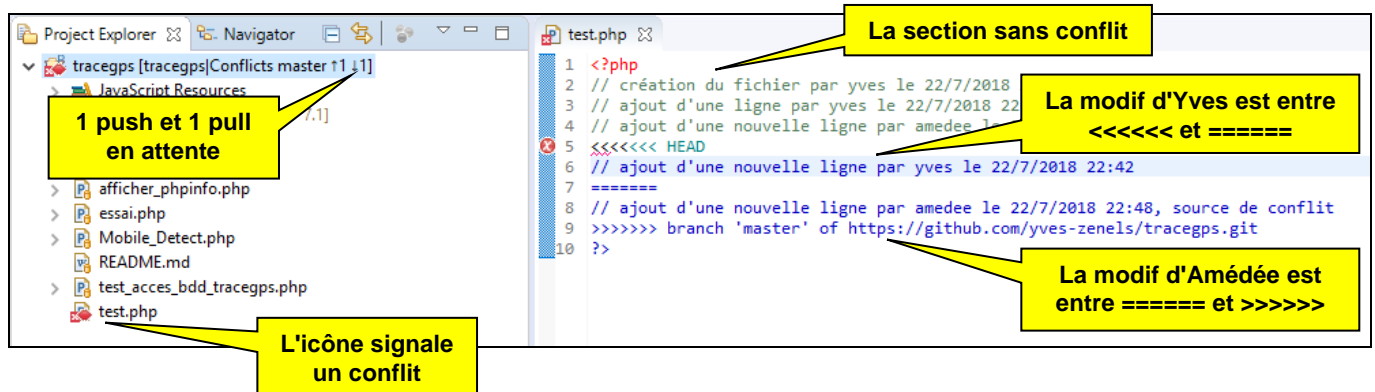 Project Explorer
Navigator
tracegps [tracegps|Conflicts master ↑1 ↓1]
JavaScript Resources
7.1]
afficher_phpinfo.php
essai.php
Mobile_Detect.php
README.md
test_acces_bdd_tracegps.php
test.php
1 push et 1 pull
en attente
L'icône signale
un conflit
test.php
1 <?php
2 // création du fichier par yves le 22/7/2018
3 // ajout d'une ligne par yves le 22/7/2018 22
4 // ajout d'une nouvelle ligne par amedee le
5 <<<<<<< HEAD
6 // ajout d'une nouvelle ligne par yves le 22/7/2018 22:42
7 =======
8 // ajout d'une nouvelle ligne par amedee le 22/7/2018 22:48, source de conflit
9 >>>>>>> branch 'master' of https://github.com/yves-zenels/tracegps.git
10 ?>
La section sans conflit
La modif d'Yves est entre
<<<<<< et ======
La modif d'Amédée est
entre ====== et >>>>>>